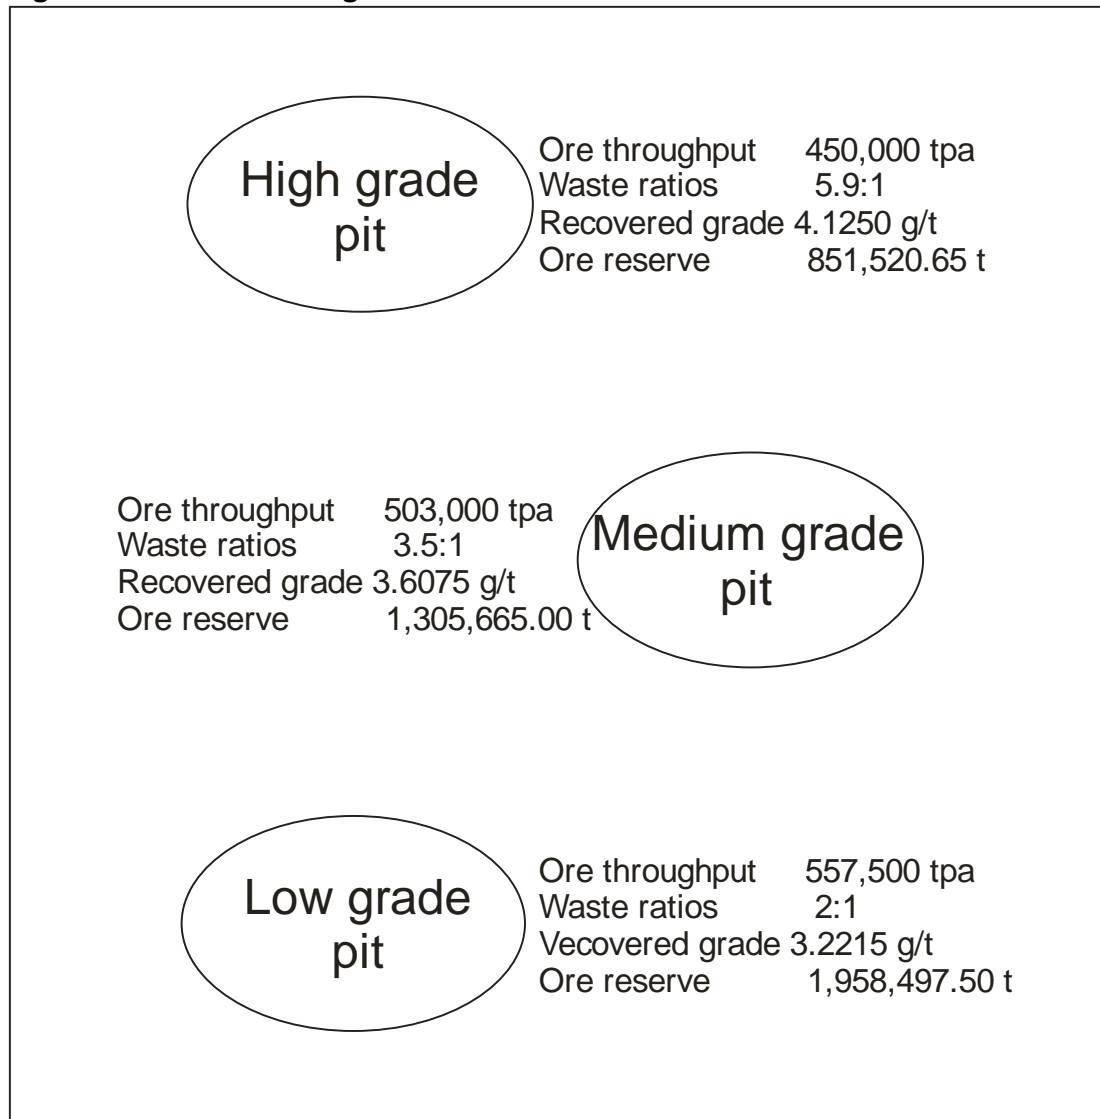 High grade
pit
Ore throughput 450,000 tpa
Waste ratios 5.9:1
Recovered grade 4.1250 g/t
Ore reserve 851,520.65 t
Ore throughput 503,000 tpa
Waste ratios 3.5:1
Recovered grade 3.6075 g/t
Ore reserve 1,305,665.00 t
Medium grade
pit
Low grade
pit
Ore throughput 557,500 tpa
Waste ratios 2:1
Vecovered grade 3.2215 g/t
Ore reserve 1,958,497.50 t